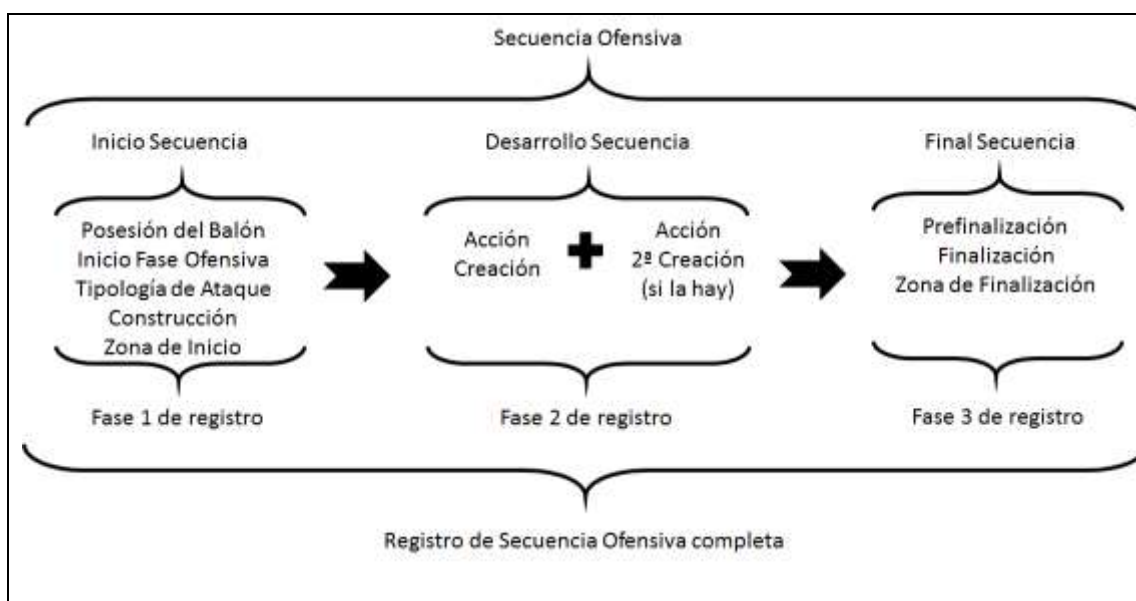 Secuencia Ofensiva
Inicio Secuencia
Posesión del Balón
Inicio Fase Ofensiva
Tipología de Ataque
Construcción
Zona de Inicio
Fase 1 de registro
Desarrollo Secuencia
Acción
Creación
Acción
2ª Creación
(si la hay)
Fase 2 de registro
Final Secuencia
Prefinalización
Finalización
Zona de Finalización
Fase 3 de registro
Registro de Secuencia Ofensiva completa